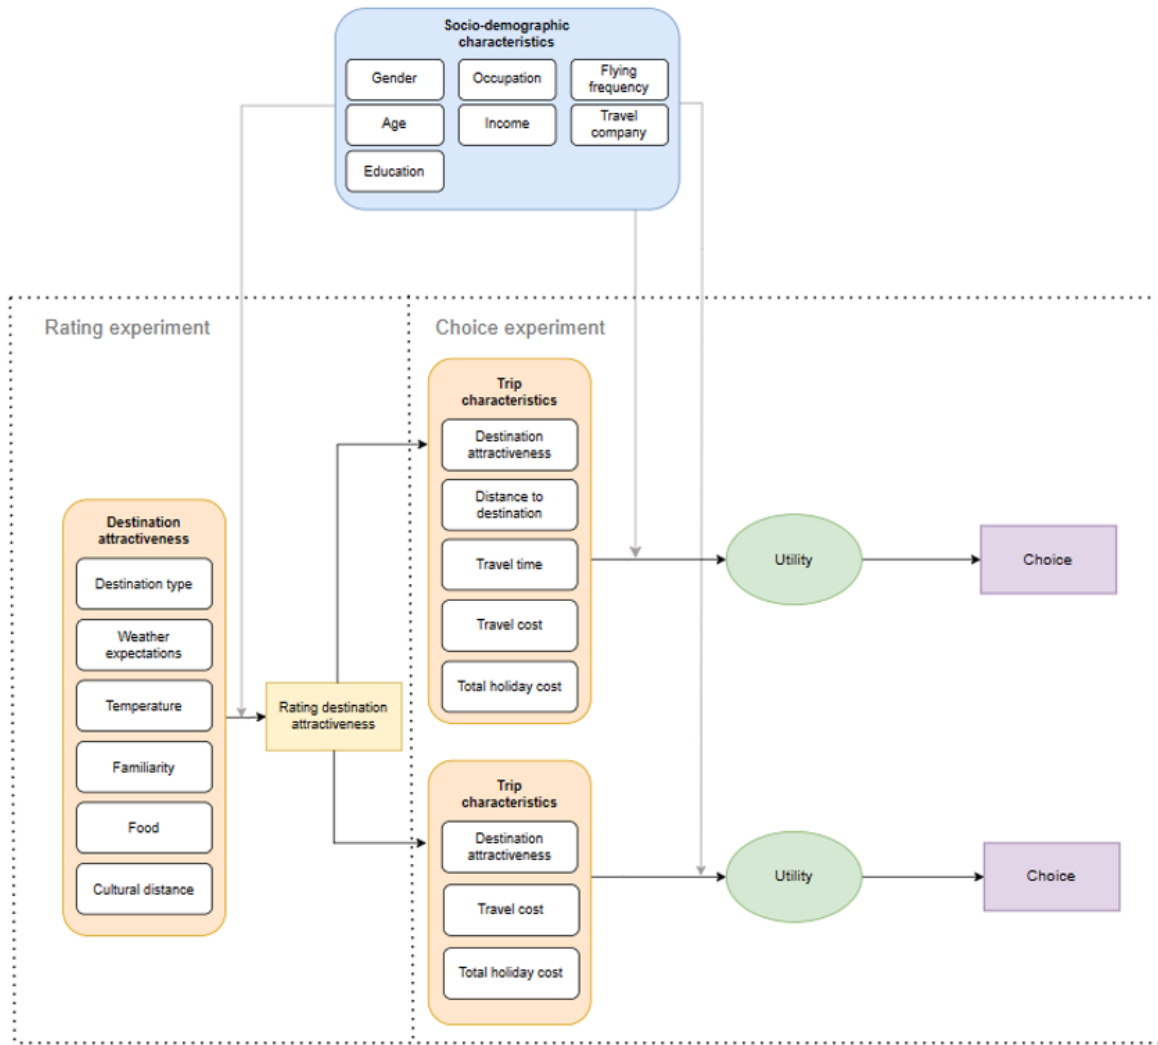 Socio-demographic
characteristics
Gender
Occupation
Flying
frequency
Age
Income
Travel
company
Education
Rating experiment
Choice experiment
Trip
characteristics
Destination
attractiveness
Distance to
destination
Travel time
Travel cost
Total holiday cost
Destination
attractiveness
Destination type
Weather
expectations
Temperature
Familiarity
Food
Cultural distance
Rating destination
attractiveness
Utility
Choice
Trip
characteristics
Destination
attractiveness
Travel cost
Total holiday cost
Utility
Choice